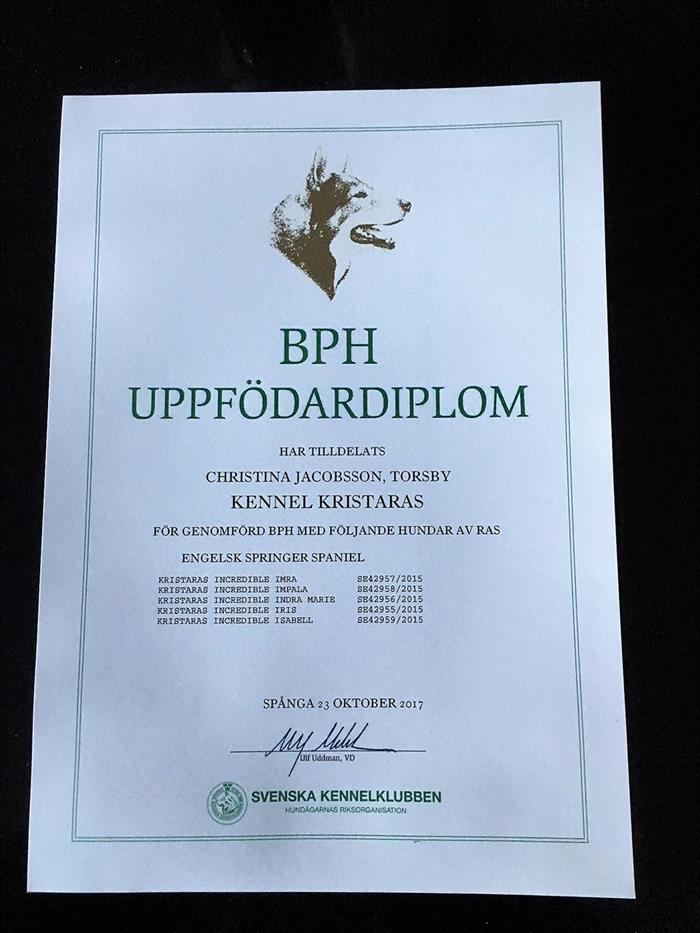 BPH
UPPFÖDARDIPLOM
HAR TILLDELATS
CHRISTINA JACOBSSON, TORSBY
KENNEL KRISTARAS
FÖR GENOMFÖRD BPH MED FÖLJANDE HUNDAR AV RAS
ENGELSK SPRINGER SPANIEL
KRISTARAS INCREDIBLE IMRA SE42957/2015
KRISTARAS INCREDIBLE IMPALA SE42958/2015
KRISTARAS INCREDIBLE INDRA MARIE SE42956/2015
KRISTARAS INCREDIBLE IRIS SE42955/2015
KRISTARAS INCREDIBLE ISABELL SE42959/2015
SPÅNGA 23 OKTOBER 2017
Ulf Uddman, VD
SVENSKA KENNELKLUBBEN
HUNDÄGARNAS RIKSORGANISATION